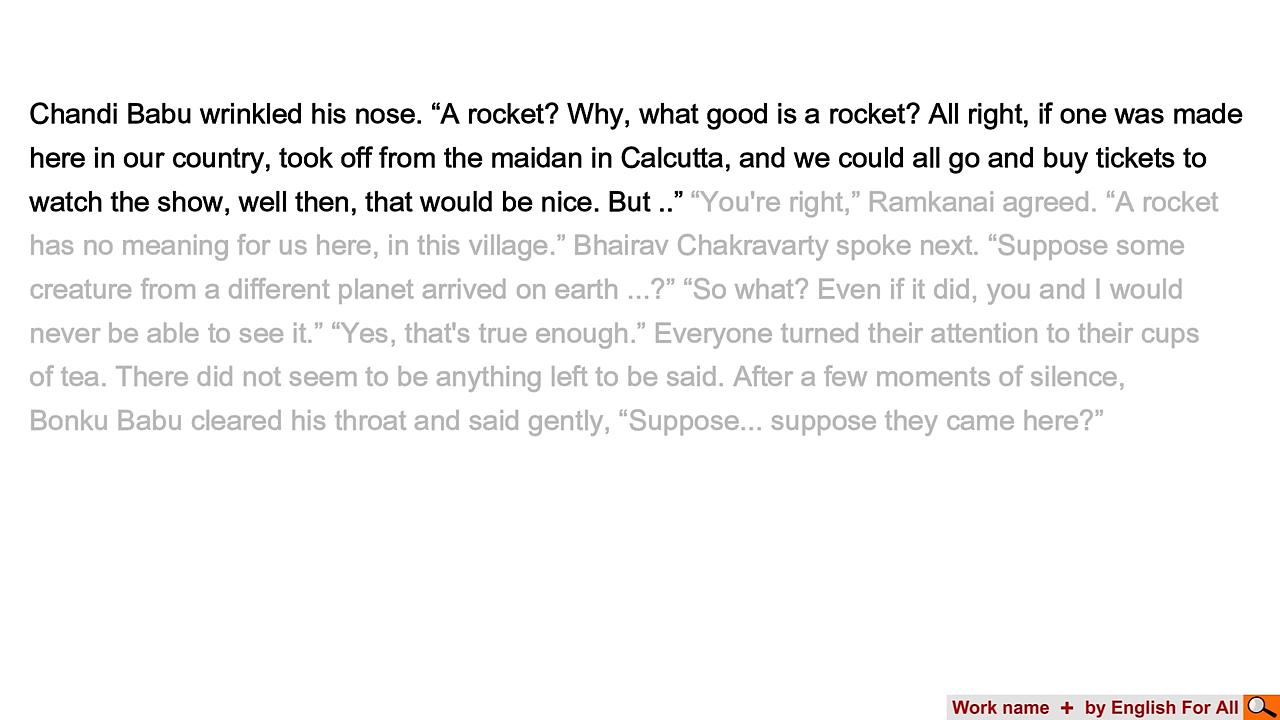 Chandi Babu wrinkled his nose. “A rocket? Why, what good is a rocket? All right, if one was made
here in our country, took off from the maidan in Calcutta, and we could all go and buy tickets to
watch the show, well then, that would be nice. But ..” “You're right,” Ramkanai agreed. “A rocket
has no meaning for us here, in this village.” Bhairav Chakravarty spoke next. “Suppose some
creature from a different planet arrived on earth ...?” “So what? Even if it did, you and I would
never be able to see it.” “Yes, that's true enough.” Everyone turned their attention to their cups
of tea. There did not seem to be anything left to be said. After a few moments of silence,
Bonku Babu cleared his throat and said gently, “Suppose... suppose they came here?”
Work name + by English For All